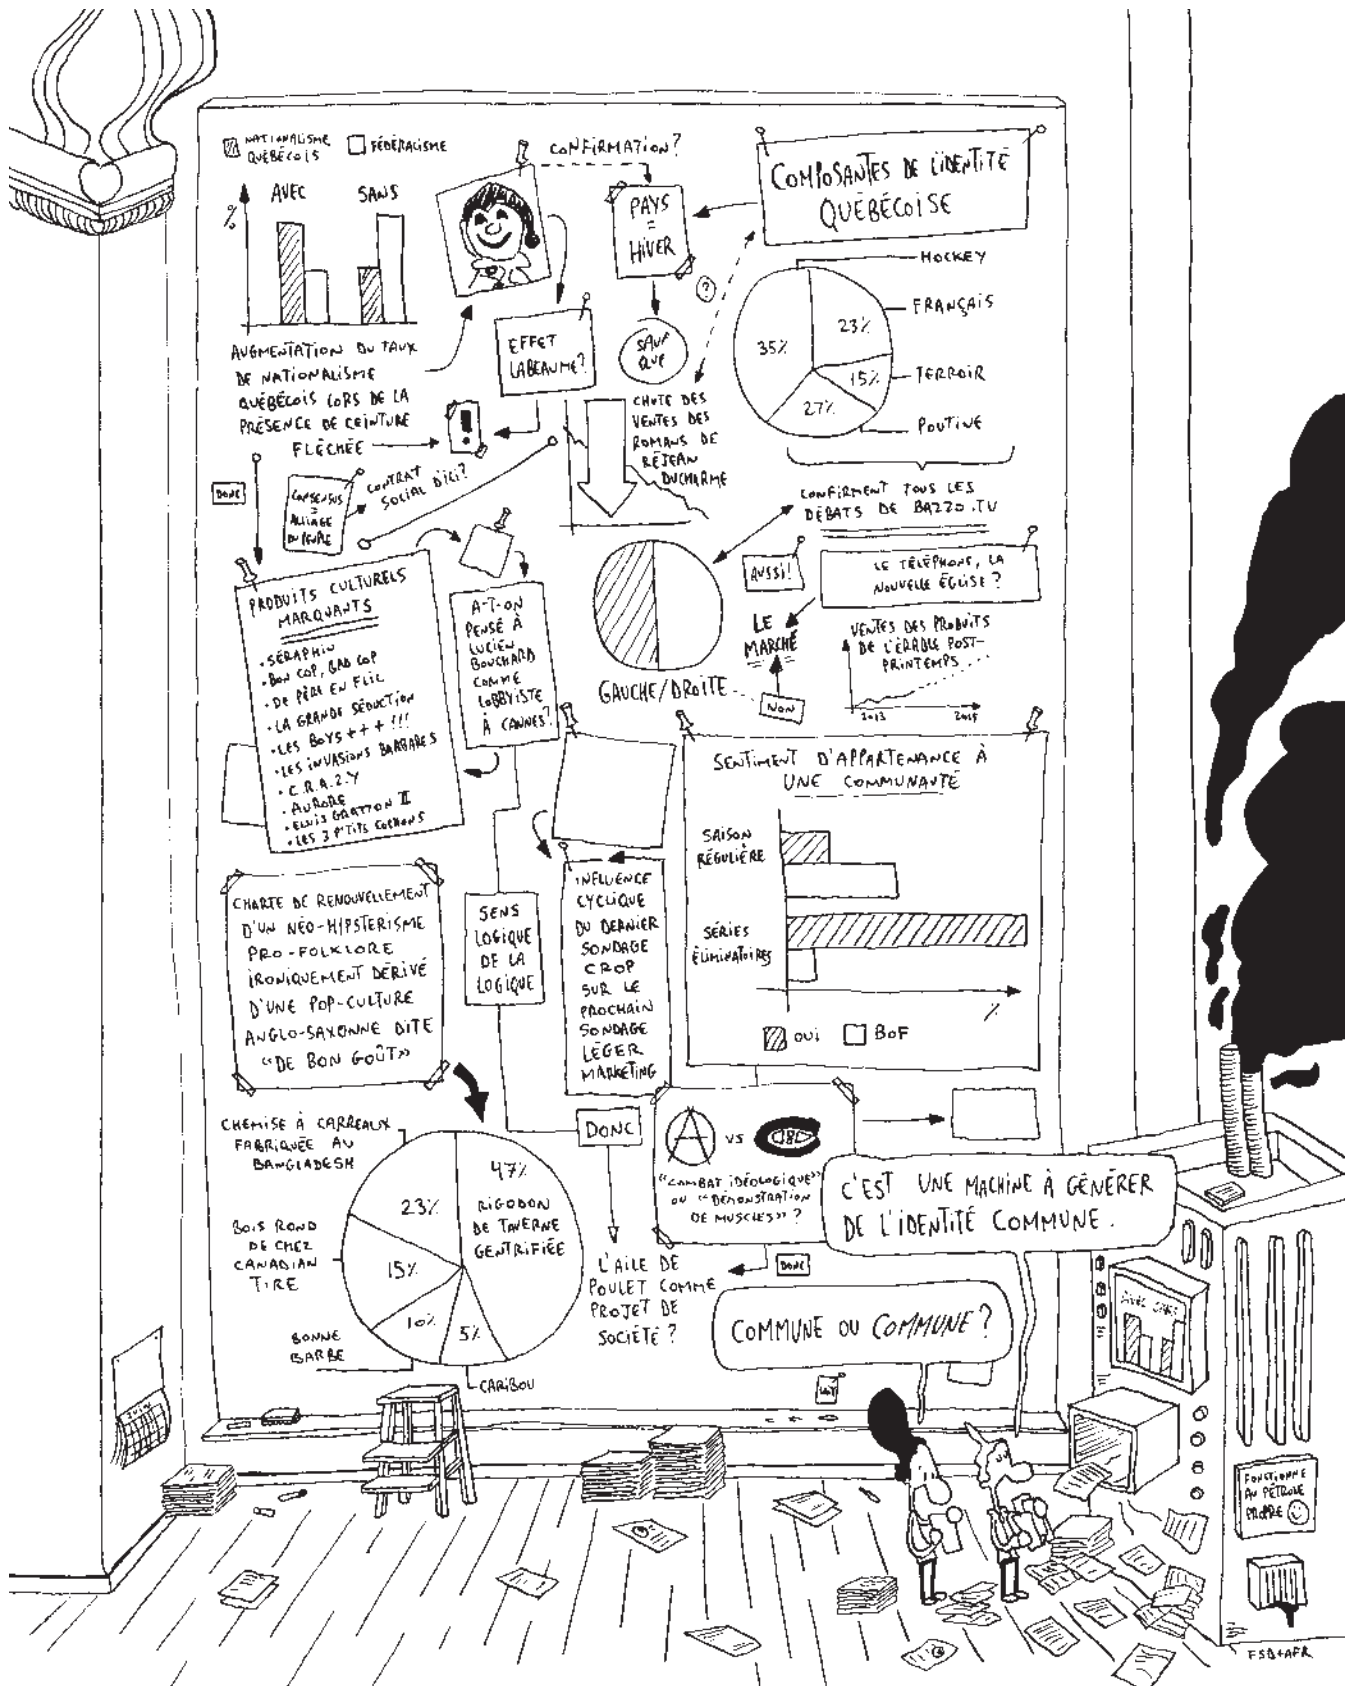 NATIONALISME
QUÉBÉCOIS
FÉDÉRALISME
AVEC
SANS
%
AUGMENTATION DU TAUX
DE NATIONALISME
QUÉBÉCOIS LORS DE LA
PRÉSENCE DE CEINTURE
FLÉCHÉE
!
CONFIRMATION?
PAYS
=
HIVER
SAUF
QUE
EFFET
LABEAUME?
CHUTE DES
VENTES DES
ROMANS DE
RÉJEAN
DUCHARME
?
COMPOSANTES DE L'IDENTITÉ
QUÉBÉCOISE
HOCKEY
FRANÇAIS
TERROIR
POUTINE
35%
23%
15%
27%
CONFIRMENT TOUS LES
DÉBATS DE BAZZO.TV
DONC
CONSENSUS
=
ALLIAGE
DU PEUPLE
CONTRAT
SOCIAL D'ICI?
PRODUITS CULTURELS
MARQUANTS
• SÉRAPHIN
• BON COP, BAD COP
• DE PÈRE EN FLIC
• LA GRANDE SÉDUCTION
• LES BOYS +++!!!
• LES INVASIONS BARBARES
• C.R.A.Z.Y
• AURORE
• ELVIS GRATTON II
• LES 3 P'TITS COCHONS
A-T-ON
PENSÉ À
LUCIEN
BOUCHARD
COMME
LOBBYISTE
À CANNES?
GAUCHE/DROITE
AUSSI!
LE TÉLÉPHONE, LA
NOUVELLE ÉGLISE?
LE
MARCHÉ
NON
VENTES DES PRODUITS
DE L'ÉRABLE POST-
PRINTEMPS
2013
2015
SENTIMENT D'APPARTENANCE À
UNE COMMUNAUTÉ
SAISON
RÉGULIÈRE
SÉRIES
ÉLIMINATOIRES
%
OUI
BOF
CHARTE DE RENOUVELLEMENT
D'UN NÉO-HIPSTERISME
PRO-FOLKLORE
IRONIQUEMENT DÉRIVÉ
D'UNE POP-CULTURE
ANGLO-SAXONNE DITE
«DE BON GOÛT»
SENS
LOGIQUE
DE LA
LOGIQUE
INFLUENCE
CYCLIQUE
DU DERNIER
SONDAGE
CROP
SUR LE
PROCHAIN
SONDAGE
LÉGER
MARKETING
CHEMISE À CARREAUX
FABRIQUÉE AU
BANGLADESH
BOIS ROND
DE CHEZ
CANADIAN
TIRE
BONNE
BARBE
CARIBOU
47%
RIGODON
DE TAVERNE
GENTRIFIÉE
23%
15%
10%
5%
DONC
L'AILE DE
POULET COMME
PROJET DE
SOCIÉTÉ?
A VS CH
«COMBAT IDÉOLOGIQUE»
OU «DÉMONSTRATION
DE MUSCLES»?
DONC
C'EST UNE MACHINE À GÉNÉRER
DE L'IDENTITÉ COMMUNE.
COMMUNE OU COMMUNE?
AVEC SANS
JUIN
FONCTIONNE
AU PÉTROLE
PROPRE
FSB+AFR